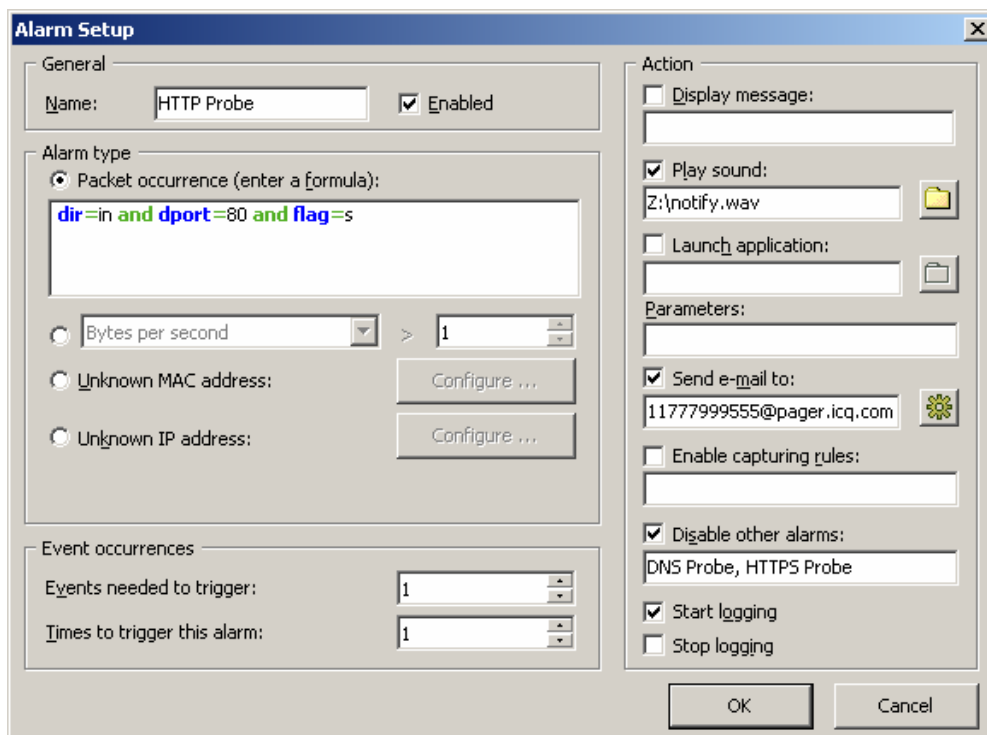 Alarm Setup
General
Name:
HTTP Probe
Enabled
Alarm type
Packet occurrence (enter a formula):
dir=in and dport=80 and flag=s
Bytes per second
>
1
Unknown MAC address:
Configure ...
Unknown IP address:
Configure ...
Event occurrences
Events needed to trigger:
1
Times to trigger this alarm:
1
Action
Display message:
Play sound:
Z:\notify.wav
Launch application:
Parameters:
Send e-mail to:
11777999555@pager.icq.com
Enable capturing rules:
Disable other alarms:
DNS Probe, HTTPS Probe
Start logging
Stop logging
OK
Cancel